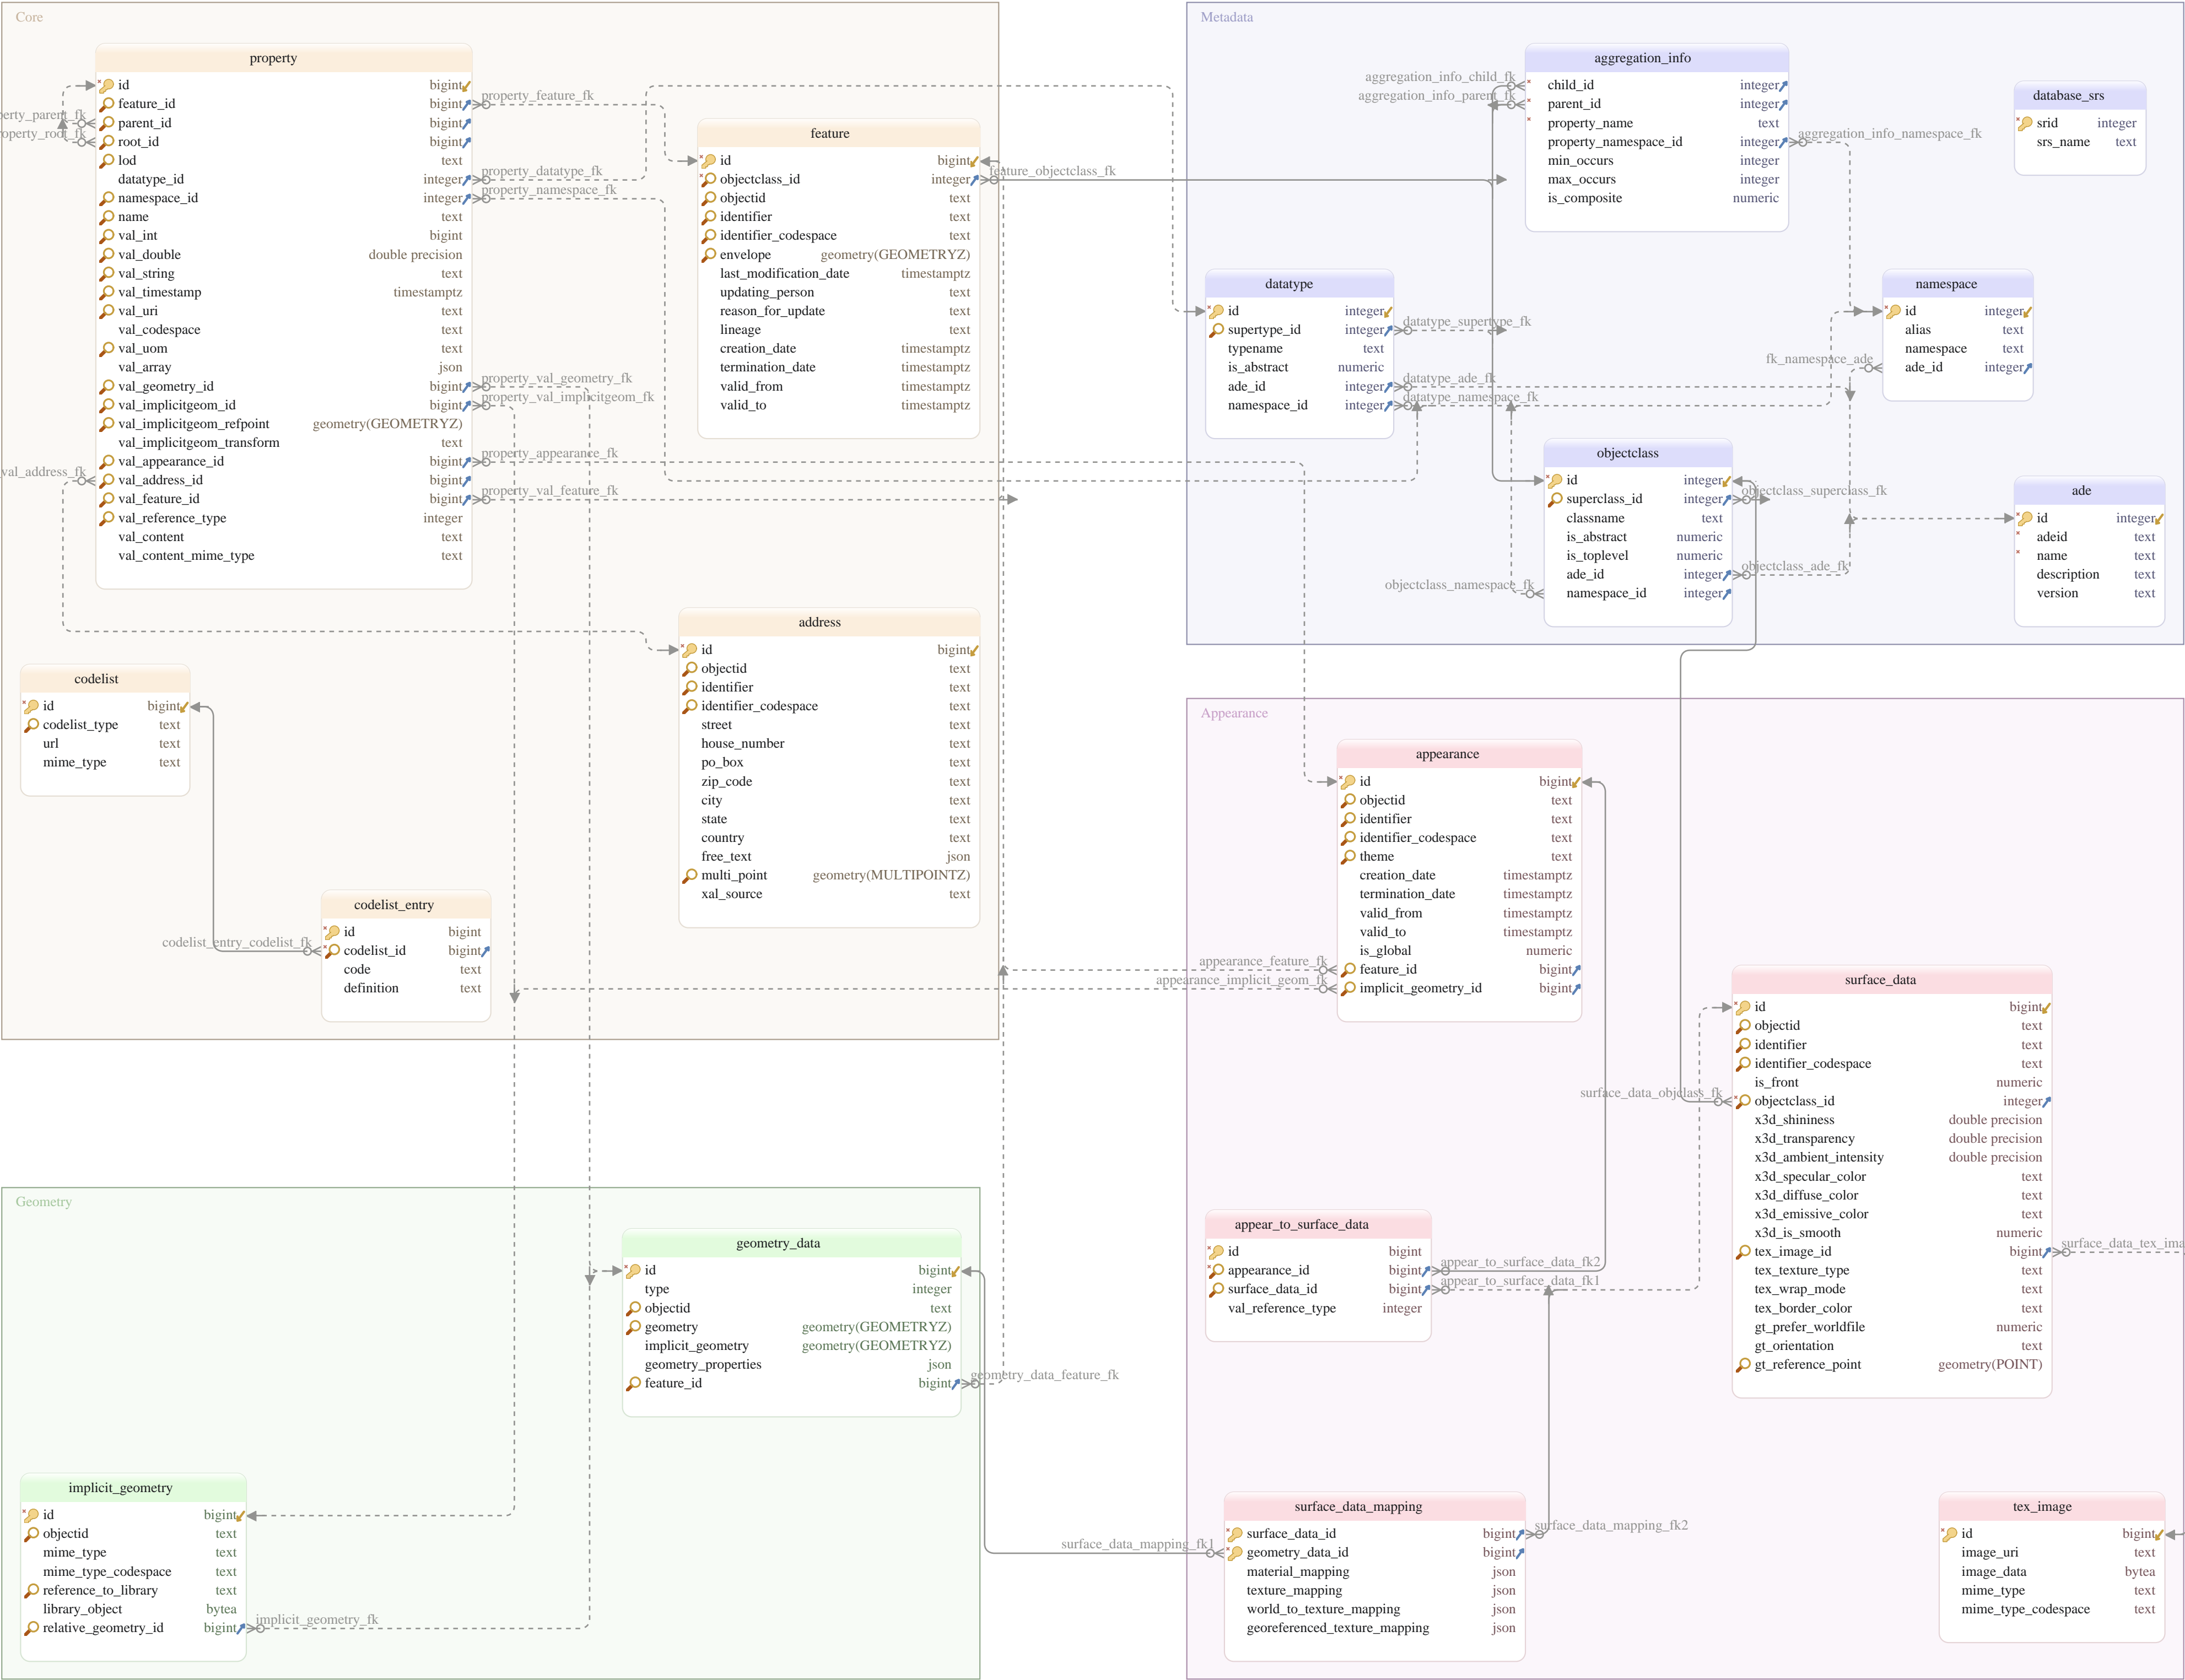 Core
property
id bigint
feature_id bigint
parent_id bigint
root_id bigint
lod text
datatype_id integer
namespace_id integer
name text
val_int bigint
val_double double precision
val_string text
val_timestamp timestamptz
val_uri text
val_codespace text
val_uom text
val_array json
val_geometry_id bigint
val_implicitgeom_id bigint
val_implicitgeom_refpoint geometry(GEOMETRYZ)
val_implicitgeom_transform text
val_appearance_id bigint
val_address_id bigint
val_feature_id bigint
val_reference_type integer
val_content text
val_content_mime_type text
erty_parent_fk
operty_root_fk
val_address_fk
property_feature_fk
property_datatype_fk
property_namespace_fk
property_val_geometry_fk
property_val_implicitgeom_fk
property_appearance_fk
property_val_feature_fk
feature
id bigint
objectclass_id integer
objectid text
identifier text
identifier_codespace text
envelope geometry(GEOMETRYZ)
last_modification_date timestamptz
updating_person text
reason_for_update text
lineage text
creation_date timestamptz
termination_date timestamptz
valid_from timestamptz
valid_to timestamptz
feature_objectclass_fk
address
id bigint
objectid text
identifier text
identifier_codespace text
street text
house_number text
po_box text
zip_code text
city text
state text
country text
free_text json
multi_point geometry(MULTIPOINTZ)
xal_source text
codelist
id bigint
codelist_type text
url text
mime_type text
codelist_entry
id bigint
codelist_id bigint
code text
definition text
codelist_entry_codelist_fk
Metadata
aggregation_info
child_id integer
parent_id integer
property_name text
property_namespace_id integer
min_occurs integer
max_occurs integer
is_composite numeric
aggregation_info_child_fk
aggregation_info_parent_fk
aggregation_info_namespace_fk
database_srs
srid integer
srs_name text
datatype
id integer
supertype_id integer
typename text
is_abstract numeric
ade_id integer
namespace_id integer
datatype_supertype_fk
datatype_ade_fk
datatype_namespace_fk
namespace
id integer
alias text
namespace text
ade_id integer
fk_namespace_ade
objectclass
id integer
superclass_id integer
classname text
is_abstract numeric
is_toplevel numeric
ade_id integer
namespace_id integer
objectclass_superclass_fk
objectclass_ade_fk
objectclass_namespace_fk
ade
id integer
adeid text
name text
description text
version text
Appearance
appearance
id bigint
objectid text
identifier text
identifier_codespace text
theme text
creation_date timestamptz
termination_date timestamptz
valid_from timestamptz
valid_to timestamptz
is_global numeric
feature_id bigint
implicit_geometry_id bigint
appearance_feature_fk
appearance_implicit_geom_fk
surface_data
id bigint
objectid text
identifier text
identifier_codespace text
is_front numeric
objectclass_id integer
x3d_shininess double precision
x3d_transparency double precision
x3d_ambient_intensity double precision
x3d_specular_color text
x3d_diffuse_color text
x3d_emissive_color text
x3d_is_smooth numeric
tex_image_id bigint
tex_texture_type text
tex_wrap_mode text
tex_border_color text
gt_prefer_worldfile numeric
gt_orientation text
gt_reference_point geometry(POINT)
surface_data_objclass_fk
surface_data_tex_ima
appear_to_surface_data
id bigint
appearance_id bigint
surface_data_id bigint
val_reference_type integer
appear_to_surface_data_fk2
appear_to_surface_data_fk1
surface_data_mapping
surface_data_id bigint
geometry_data_id bigint
material_mapping json
texture_mapping json
world_to_texture_mapping json
georeferenced_texture_mapping json
surface_data_mapping_fk2
surface_data_mapping_fk1
tex_image
id bigint
image_uri text
image_data bytea
mime_type text
mime_type_codespace text
Geometry
geometry_data
id bigint
type integer
objectid text
geometry geometry(GEOMETRYZ)
implicit_geometry geometry(GEOMETRYZ)
geometry_properties json
feature_id bigint
geometry_data_feature_fk
implicit_geometry
id bigint
objectid text
mime_type text
mime_type_codespace text
reference_to_library text
library_object bytea
relative_geometry_id bigint
implicit_geometry_fk